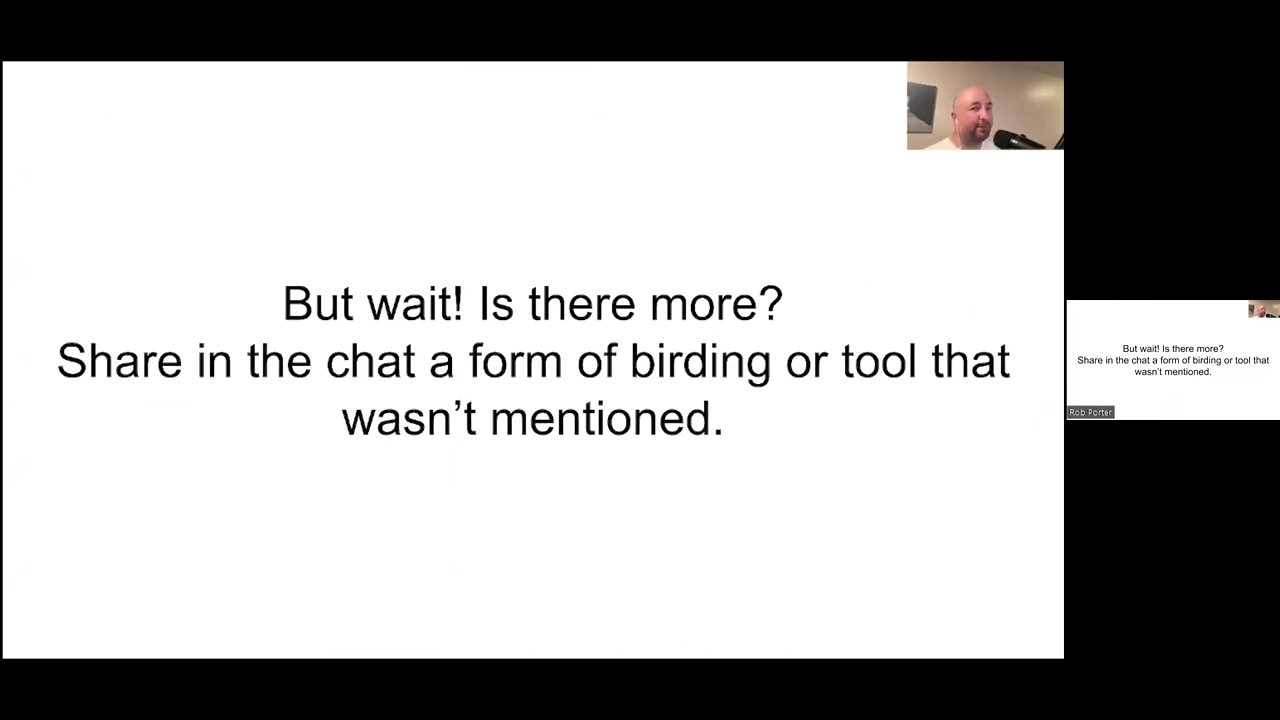 But wait! Is there more?
Share in the chat a form of birding or tool that
wasn't mentioned.
But wait! Is there more?
Share in the chat a form of birding or tool that
wasn't mentioned.
Rob Porter